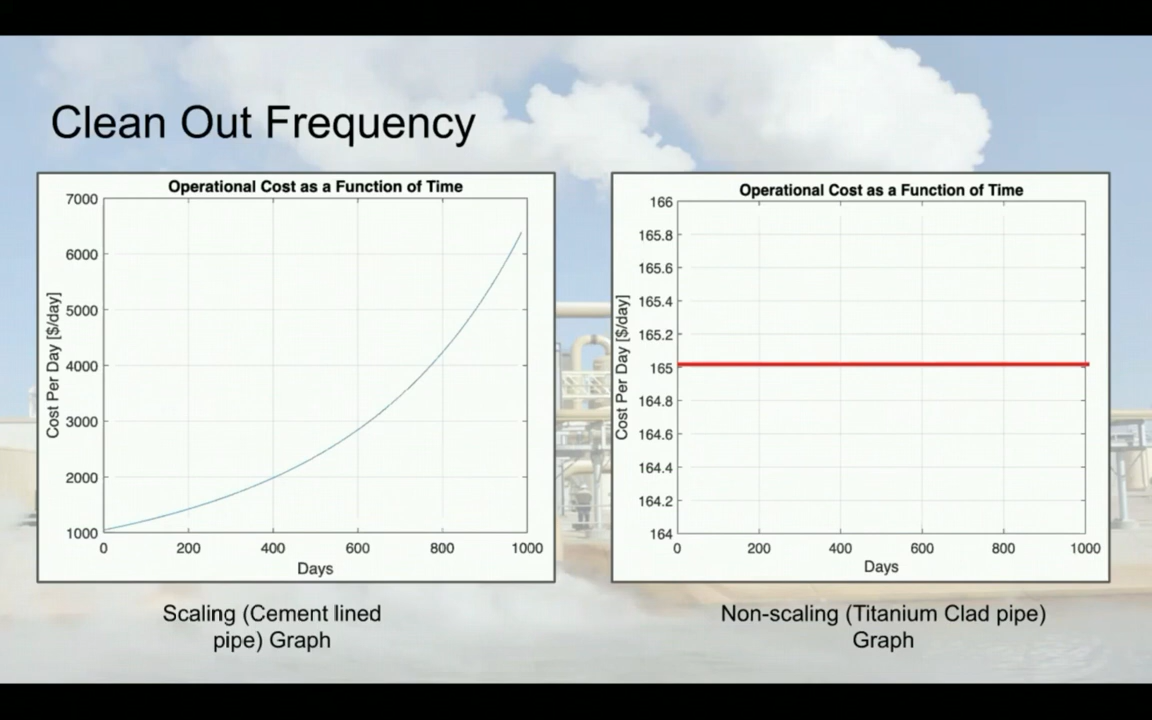 Clean Out Frequency
Operational Cost as a Function of Time
7000
6000
5000
4000
3000
2000
1000
Cost Per Day [$/day]
0 200 400 600 800 1000
Days
Scaling (Cement lined
pipe) Graph
Operational Cost as a Function of Time
166
165.8
165.6
165.4
165.2
165
164.8
164.6
164.4
164.2
164
Cost Per Day [$/day]
0 200 400 600 800 1000
Days
Non-scaling (Titanium Clad pipe)
Graph